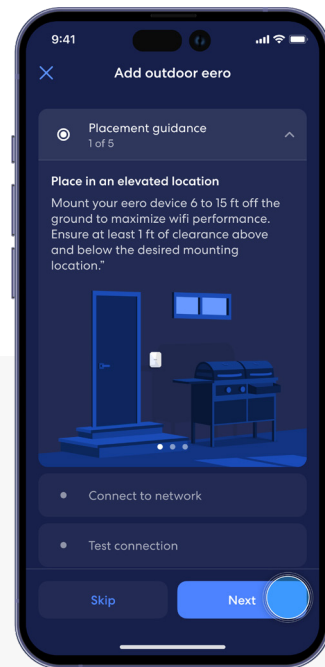 9:41
Add outdoor eero
Placement guidance
1 of 5
Place in an elevated location
Mount your eero device 6 to 15 ft off the
ground to maximize wifi performance.
Ensure at least 1 ft of clearance above
and below the desired mounting
location.”
Connect to network
Test connection
Skip
Next